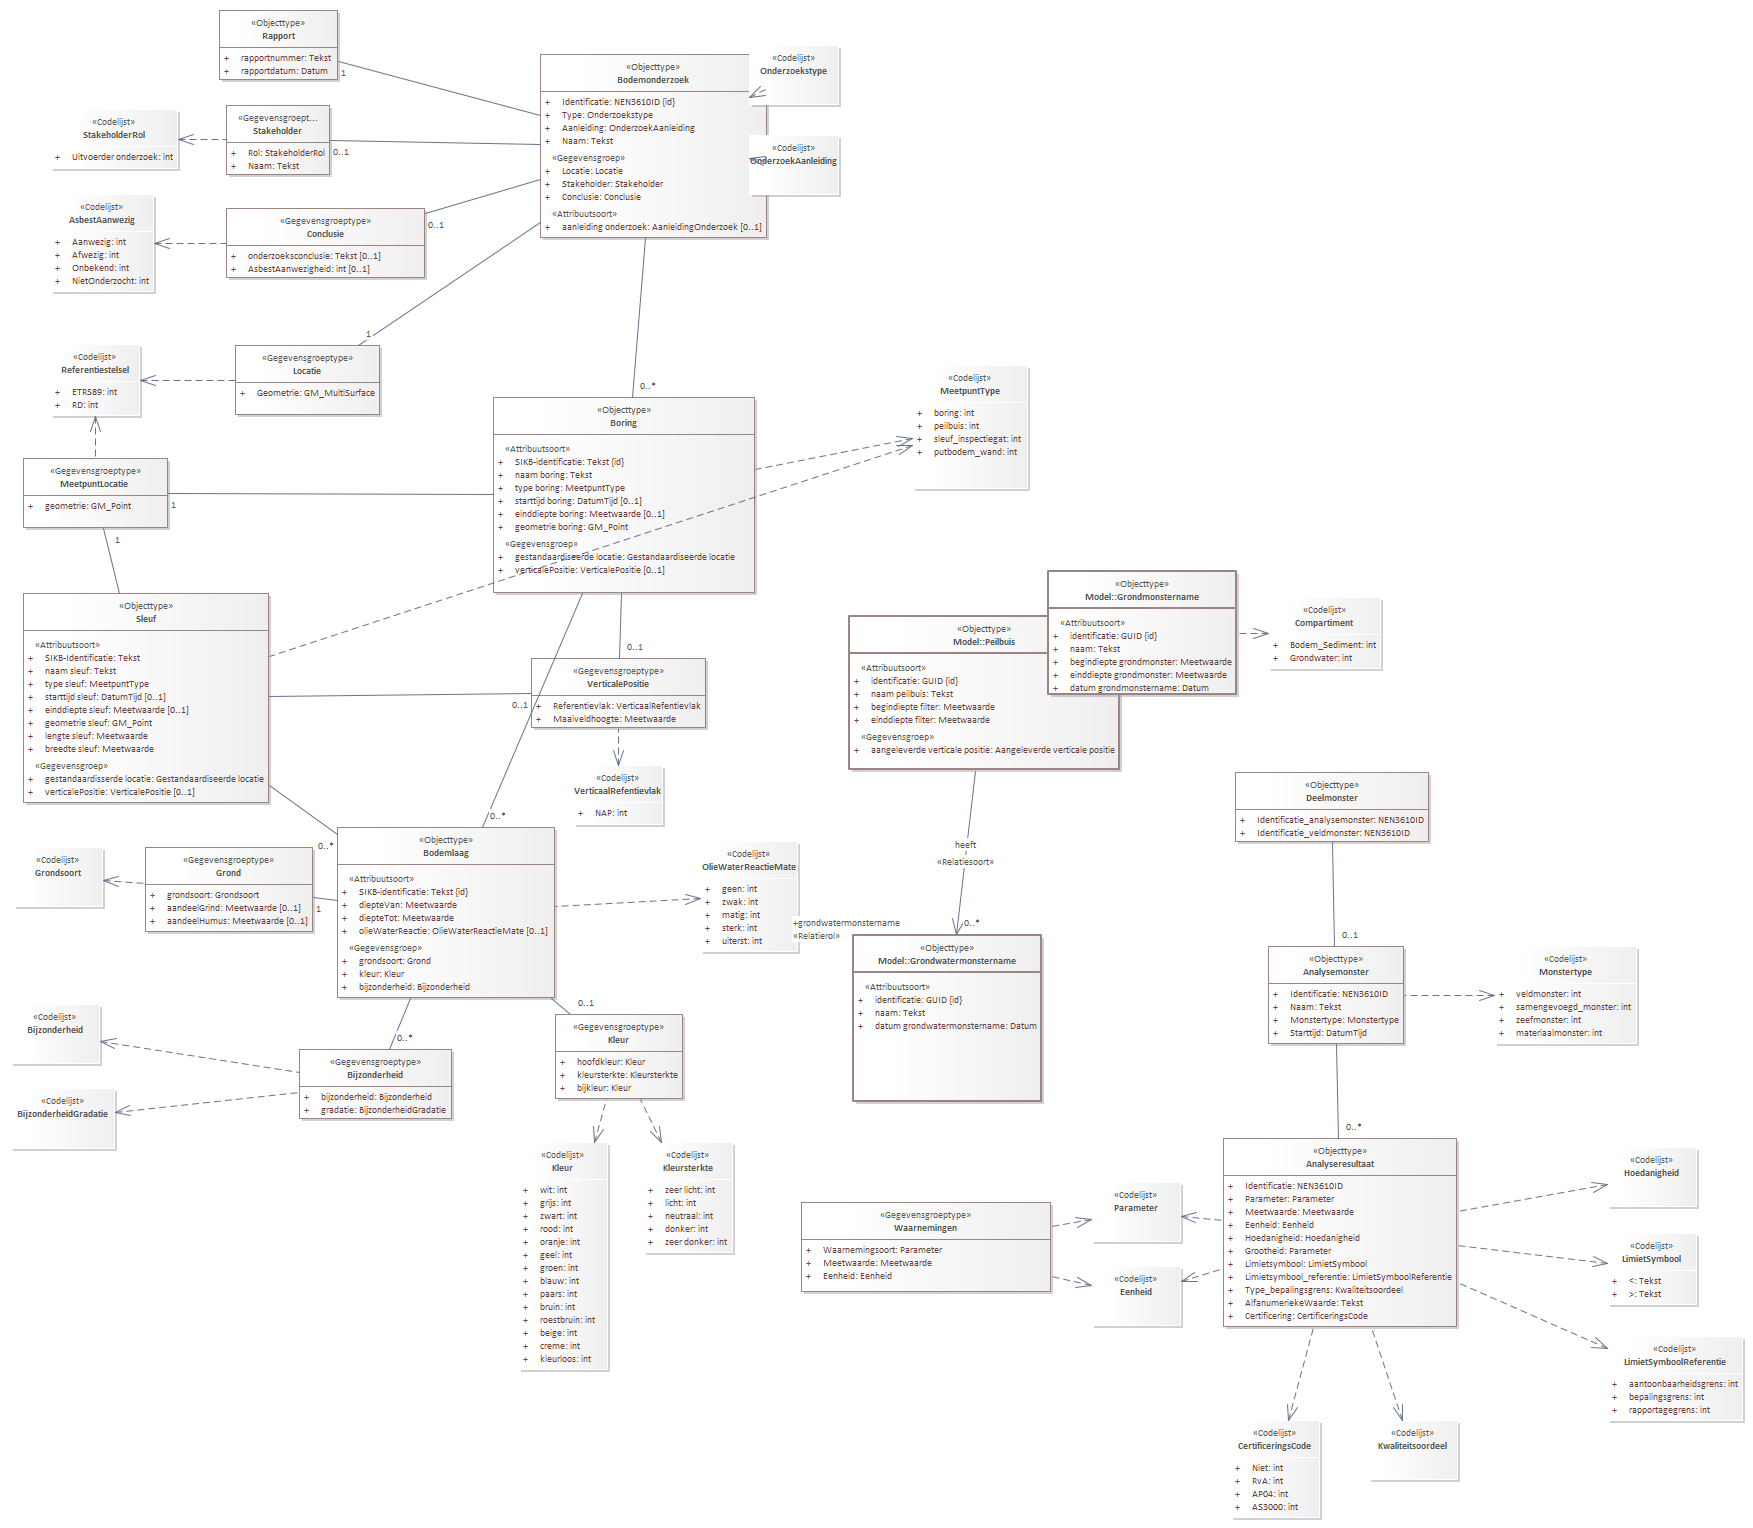 «Objecttype»
Rapport
+ rapportnummer: Tekst
+ rapportdatum: Datum
1
«Objecttype»
Bodemonderzoek
+ Identificatie: NEN3610ID {id}
+ Type: Onderzoekstype
+ Aanleiding: OnderzoekAanleiding
+ Naam: Tekst
«Gegevensgroep»
+ Locatie: Locatie
+ Stakeholder: Stakeholder
+ Conclusie: Conclusie
«Attribuutsoort»
+ aanleiding onderzoek: AanleidingOnderzoek [0..1]
«Codelijst»
Onderzoekstype
«Codelijst»
OnderzoekAanleiding
«Codelijst»
StakeholderRol
+ Uitvoerder onderzoek: int
«Gegevensgroept...
Stakeholder
+ Rol: StakeholderRol
+ Naam: Tekst
0..1
«Codelijst»
AsbestAanwezig
+ Aanwezig: int
+ Afwezig: int
+ Onbekend: int
+ NietOnderzocht: int
«Gegevensgroeptype»
Conclusie
+ onderzoeksconclusie: Tekst [0..1]
+ AsbestAanwezigheid: int [0..1]
0..1
1
«Codelijst»
Referentiestelsel
+ ETRS89: int
+ RD: int
«Gegevensgroeptype»
Locatie
+ Geometrie: GM_MultiSurface
0..*
«Objecttype»
Boring
«Attribuutsoort»
+ SIKB-identificatie: Tekst {id}
+ naam boring: Tekst
+ type boring: MeetpuntType
+ starttijd boring: DatumTijd [0..1]
+ einddiepte boring: Meetwaarde [0..1]
+ geometrie boring: GM_Point
«Gegevensgroep»
+ gestandaardiseerde locatie: Gestandaardiseerde locatie
+ verticalePositie: VerticalePositie [0..1]
«Codelijst»
MeetpuntType
+ boring: int
+ peilbuis: int
+ sleuf_inspectiegat: int
+ putbodem_wand: int
«Gegevensgroeptype»
MeetpuntLocatie
+ geometrie: GM_Point
1
1
«Objecttype»
Sleuf
«Attribuutsoort»
+ SIKB-Identificatie: Tekst
+ naam sleuf: Tekst
+ type sleuf: MeetpuntType
+ starttijd sleuf: DatumTijd [0..1]
+ einddiepte sleuf: Meetwaarde [0..1]
+ geometrie sleuf: GM_Point
+ lengte sleuf: Meetwaarde
+ breedte sleuf: Meetwaarde
«Gegevensgroep»
+ gestandaardisserde locatie: Gestandaardiseerde locatie
+ verticalePositie: VerticalePositie [0..1]
0..1
«Gegevensgroeptype»
VerticalePositie
+ Referentievlak: VerticaalRefentievlak
+ Maaiveldhoogte: Meetwaarde
0..1
«Codelijst»
VerticaalRefentievlak
+ NAP: int
«Objecttype»
Model::Peilbuis
«Attribuutsoort»
+ identificatie: GUID {id}
+ naam peilbuis: Tekst
+ begindiepte filter: Meetwaarde
+ einddiepte filter: Meetwaarde
«Gegevensgroep»
+ aangeleverde verticale positie: Aangeleverde verticale positie
«Objecttype»
Model::Grondmonstername
«Attribuutsoort»
+ identificatie: GUID {id}
+ naam: Tekst
+ begindiepte grondmonster: Meetwaarde
+ einddiepte grondmonster: Meetwaarde
+ datum grondmonstername: Datum
«Codelijst»
Compartiment
+ Bodem_Sediment: int
+ Grondwater: int
heeft
«Relatiesoort»
+grondwatermonstername
«Relatierol»
0..*
«Objecttype»
Model::Grondwatermonstername
«Attribuutsoort»
+ identificatie: GUID {id}
+ naam: Tekst
+ datum grondwatermonstername: Datum
«Objecttype»
Deelmonster
+ Identificatie_analysemonster: NEN3610ID
+ Identificatie_veldmonster: NEN3610ID
0..1
0..*
0..*
«Objecttype»
Bodemlaag
«Attribuutsoort»
+ SIKB-identificatie: Tekst {id}
+ diepteVan: Meetwaarde
+ diepteTot: Meetwaarde
+ olieWaterReactie: OlieWaterReactieMate [0..1]
«Gegevensgroep»
+ grondsoort: Grond
+ kleur: Kleur
+ bijzonderheid: Bijzonderheid
«Codelijst»
Grondsoort
«Gegevensgroeptype»
Grond
+ grondsoort: Grondsoort
+ aandeelGrind: Meetwaarde [0..1]
+ aandeelHumus: Meetwaarde [0..1]
1
«Codelijst»
OlieWaterReactieMate
+ geen: int
+ zwak: int
+ matig: int
+ sterk: int
+ uiterst: int
«Objecttype»
Analysemonster
+ Identificatie: NEN3610ID
+ Naam: Tekst
+ Monstertype: Monstertype
+ Starttijd: DatumTijd
«Codelijst»
Monstertype
+ veldmonster: int
+ samengevoegd_monster: int
+ zeefmonster: int
+ materiaalmonster: int
«Codelijst»
Bijzonderheid
«Codelijst»
BijzonderheidGradatie
0..*
«Gegevensgroeptype»
Bijzonderheid
+ bijzonderheid: Bijzonderheid
+ gradatie: BijzonderheidGradatie
0..1
«Gegevensgroeptype»
Kleur
+ hoofdkleur: Kleur
+ kleursterkte: Kleursterkte
+ bijkleur: Kleur
«Codelijst»
Kleur
+ wit: int
+ grijs: int
+ zwart: int
+ rood: int
+ oranje: int
+ geel: int
+ groen: int
+ blauw: int
+ paars: int
+ bruin: int
+ roestbruin: int
+ beige: int
+ creme: int
+ kleurloos: int
«Codelijst»
Kleursterkte
+ zeer licht: int
+ licht: int
+ neutraal: int
+ donker: int
+ zeer donker: int
«Gegevensgroeptype»
Waarnemingen
+ Waarnemingsoort: Parameter
+ Meetwaarde: Meetwaarde
+ Eenheid: Eenheid
«Codelijst»
Parameter
«Codelijst»
Eenheid
0..*
«Objecttype»
Analyseresultaat
+ Identificatie: NEN3610ID
+ Parameter: Parameter
+ Meetwaarde: Meetwaarde
+ Eenheid: Eenheid
+ Hoedanigheid: Hoedanigheid
+ Grootheid: Parameter
+ Limietsymbool: LimietSymbool
+ Limietsymbool_referentie: LimietSymboolReferentie
+ Type_bepalingsgrens: Kwaliteitsoordeel
+ AlfanumeriekeWaarde: Tekst
+ Certificering: CertificeringsCode
«Codelijst»
Hoedanigheid
«Codelijst»
LimietSymbool
+ <: Tekst
+ >: Tekst
«Codelijst»
LimietSymboolReferentie
+ aantoonbaarheidsgrens: int
+ bepalingsgrens: int
+ rapportagegrens: int
«Codelijst»
CertificeringsCode
+ Niet: int
+ RvA: int
+ AP04: int
+ AS3000: int
«Codelijst»
Kwaliteitsoordeel